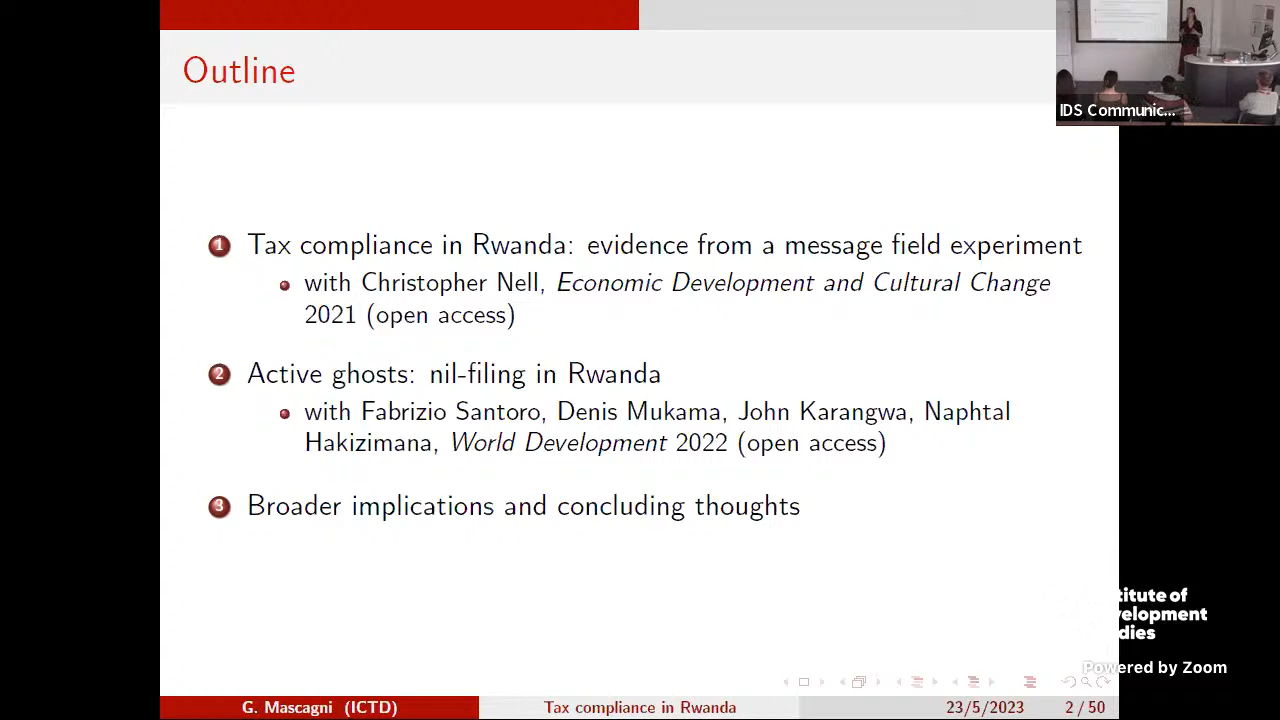 Outline
IDS Communic...
1 Tax compliance in Rwanda: evidence from a message field experiment
with Christopher Nell, Economic Development and Cultural Change
2021 (open access)
2 Active ghosts: nil-filing in Rwanda
with Fabrizio Santoro, Denis Mukama, John Karangwa, Naphtal
Hakizimana, World Development 2022 (open access)
3 Broader implications and concluding thoughts
titute of
velopment
dies
Powered by Zoom
G. Mascagni (ICTD) Tax compliance in Rwanda 23/5/2023 2 / 50